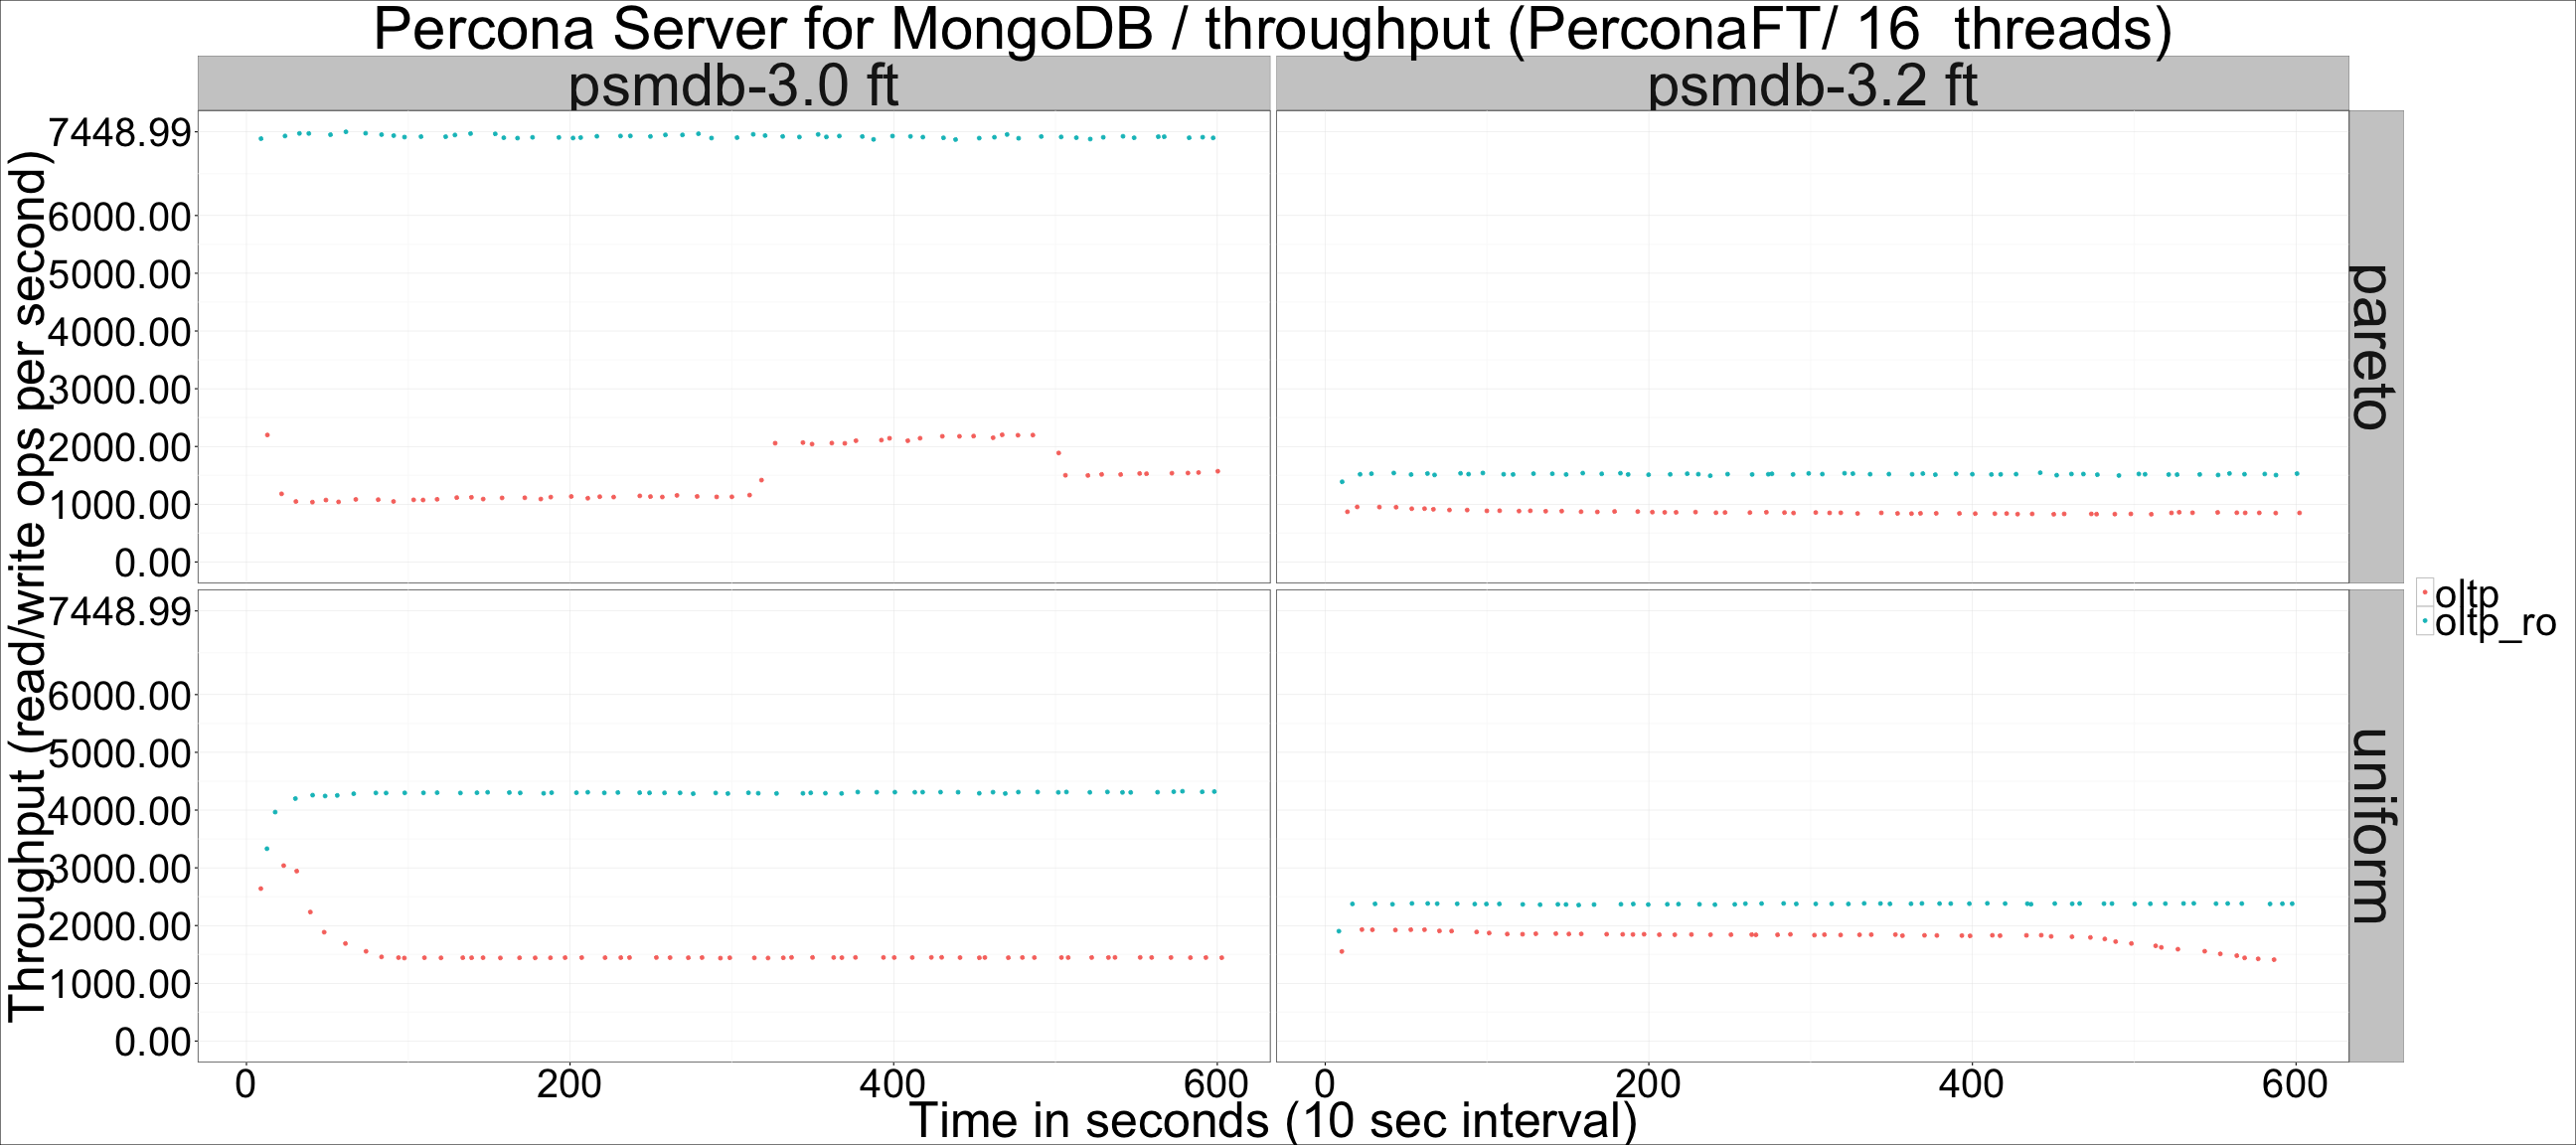 Percona Server for MongoDB / throughput (PerconaFT/ 16  threads)
psmdb-3.0 ft
psmdb-3.2 ft
Throughput (read/write ops per second)
7448.99
6000.00
5000.00
4000.00
3000.00
2000.00
1000.00
0.00
pareto
7448.99
6000.00
5000.00
4000.00
3000.00
2000.00
1000.00
0.00
uniform
oltp
oltp_ro
0 200 400 600 0 200 400 600
Time in seconds (10 sec interval)